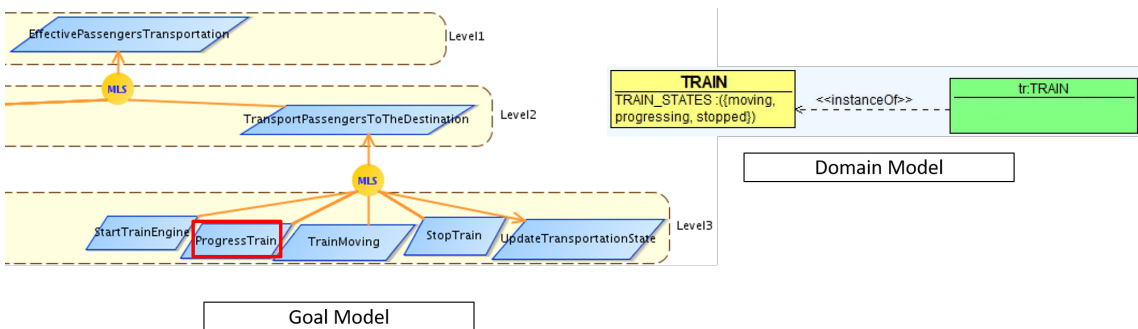 EffectivePassengersTransportation
Level1
MLS
TRAIN
TRAIN_STATES :({moving,
progressing, stopped})
<<instanceOf>>
tr:TRAIN
TransportPassengersToTheDestination
Level2
Domain Model
MLS
StartTrainEngine
ProgressTrain
TrainMoving
StopTrain
UpdateTransportationState
Level3
Goal Model